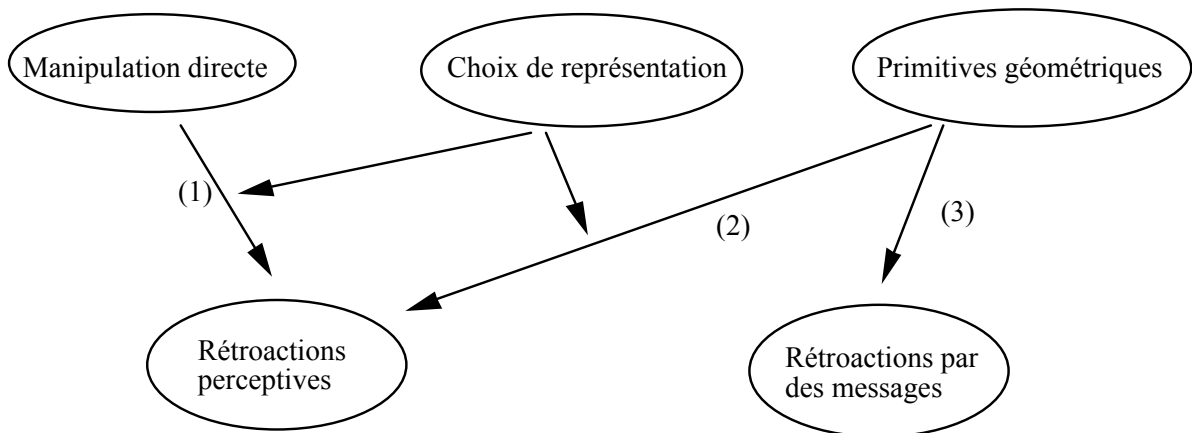 Manipulation directe
Choix de représentation
Primitives géométriques
(1)
(2)
(3)
Rétroactions
perceptives
Rétroactions par
des messages